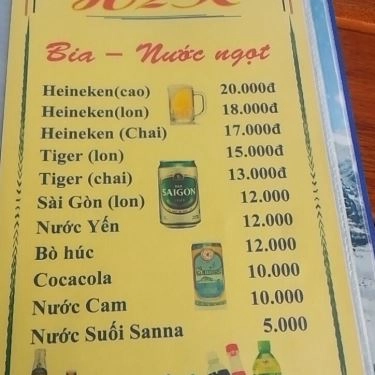 Bia – Nước ngọt
Heineken(cao) 20.000đ
Heineken(lon) 18.000đ
Heineken (Chai) 17.000đ
Tiger (lon) 15.000đ
Tiger (chai) 13.000đ
Sài Gòn (lon) 12.000
Nước Yến 12.000
Bò húc 12.000
Cocacola 10.000
Nước Cam 10.000
Nước Suối Sanna 5.000
SAIGON